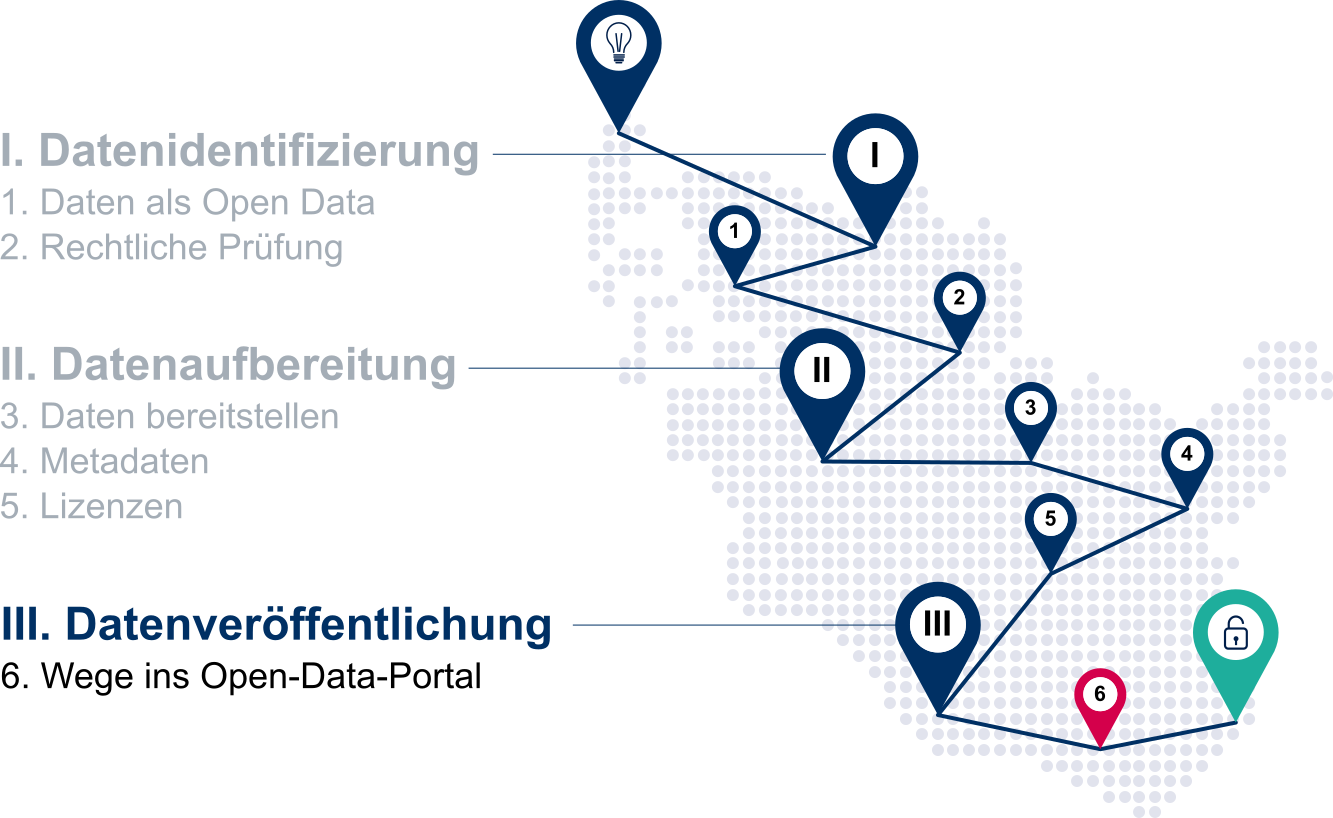 I. Datenidentifizierung
1. Daten als Open Data
2. Rechtliche Prüfung
II. Datenaufbereitung
3. Daten bereitstellen
4. Metadaten
5. Lizenzen
III. Datenveröffentlichung
6. Wege ins Open-Data-Portal
I
1
2
II
3
4
5
III
6